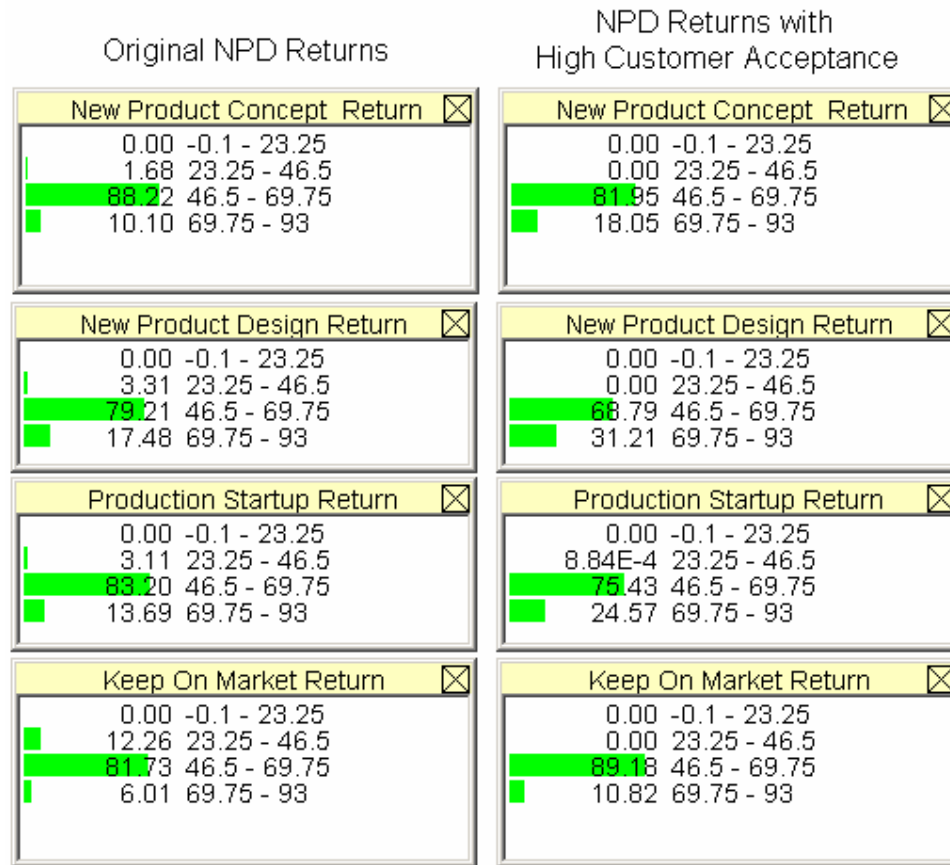 Original NPD Returns
NPD Returns with
High Customer Acceptance
New Product Concept Return
0.00 -0.1 - 23.25
1.68 23.25 - 46.5
88.22 46.5 - 69.75
10.10 69.75 - 93
New Product Concept Return
0.00 -0.1 - 23.25
0.00 23.25 - 46.5
81.95 46.5 - 69.75
18.05 69.75 - 93
New Product Design Return
0.00 -0.1 - 23.25
3.31 23.25 - 46.5
79.21 46.5 - 69.75
17.48 69.75 - 93
New Product Design Return
0.00 -0.1 - 23.25
0.00 23.25 - 46.5
68.79 46.5 - 69.75
31.21 69.75 - 93
Production Startup Return
0.00 -0.1 - 23.25
3.11 23.25 - 46.5
83.20 46.5 - 69.75
13.69 69.75 - 93
Production Startup Return
0.00 -0.1 - 23.25
8.84E-4 23.25 - 46.5
75.43 46.5 - 69.75
24.57 69.75 - 93
Keep On Market Return
0.00 -0.1 - 23.25
12.26 23.25 - 46.5
81.73 46.5 - 69.75
6.01 69.75 - 93
Keep On Market Return
0.00 -0.1 - 23.25
0.00 23.25 - 46.5
89.18 46.5 - 69.75
10.82 69.75 - 93